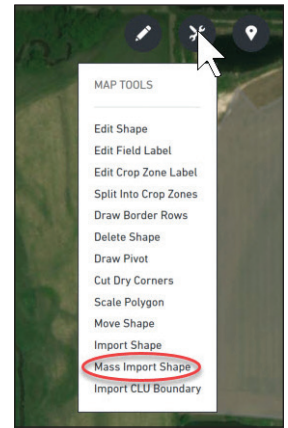 MAP TOOLS
Edit Shape
Edit Field Label
Edit Crop Zone Label
Split Into Crop Zones
Draw Border Rows
Delete Shape
Draw Pivot
Cut Dry Corners
Scale Polygon
Move Shape
Import Shape
Mass Import Shape
Import CLU Boundary